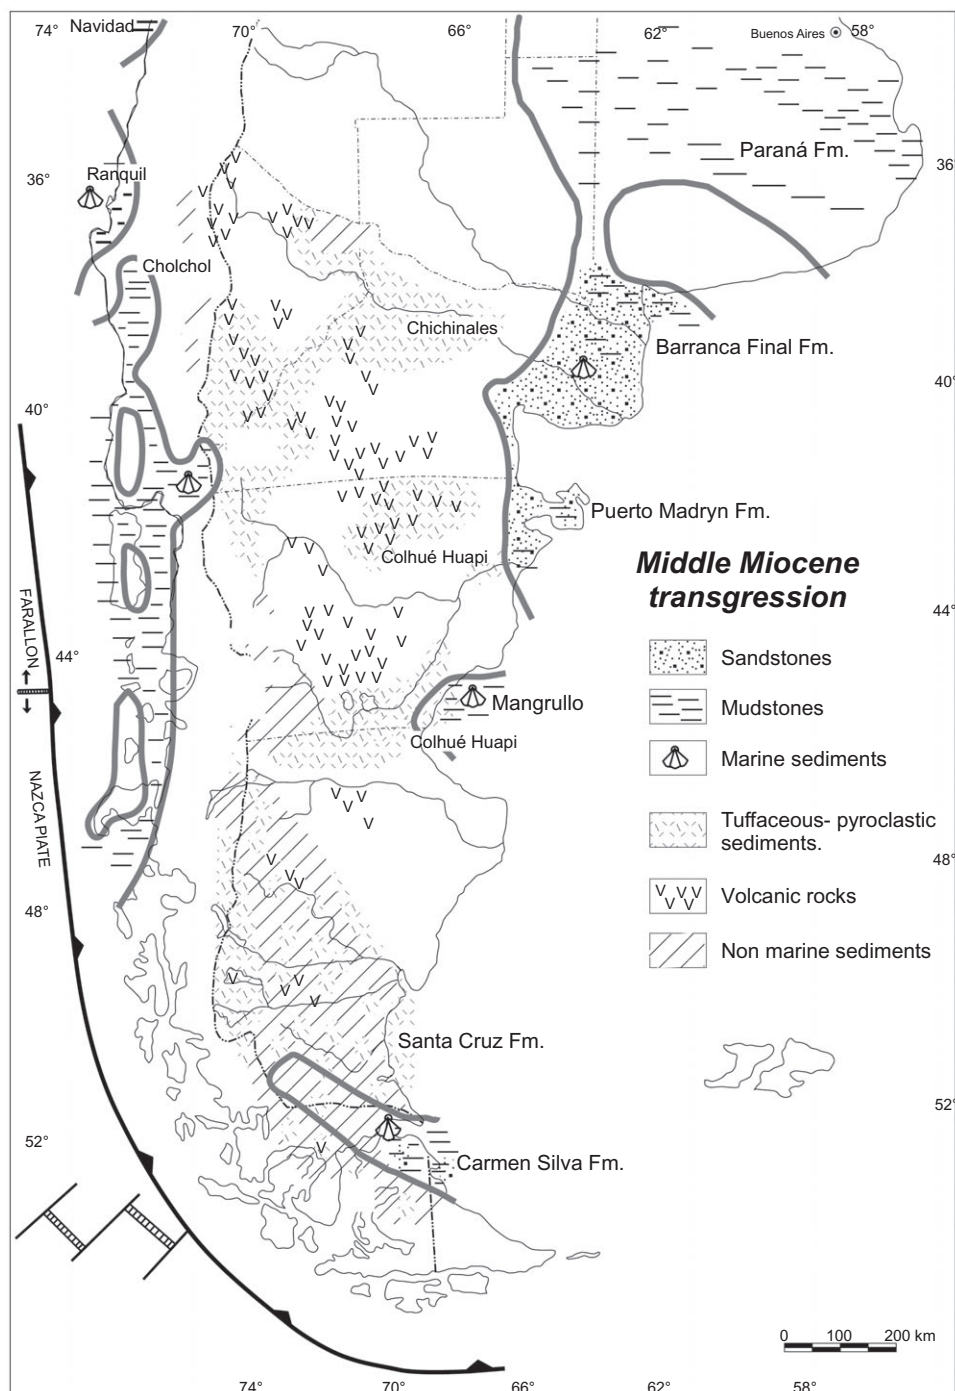 Navidad
74°
70°
66°
62°
Buenos Aires
58°
Paraná Fm.
36°
Ranquil
36°
Cholchol
Chichinales
Barranca Final Fm.
40°
40°
Puerto Madryn Fm.
Colhué Huapi
Middle Miocene
transgression
FARALLON
44°
44°
Sandstones
Mangrullo
Mudstones
Colhué Huapi
Marine sediments
NAZCA PIATE
Tuffaceous- pyroclastic
sediments.
48°
48°
V V V
V V
Volcanic rocks
Non marine sediments
Santa Cruz Fm.
52°
52°
Carmen Silva Fm.
0 100 200 km
74°
70°
66°
62°
58°